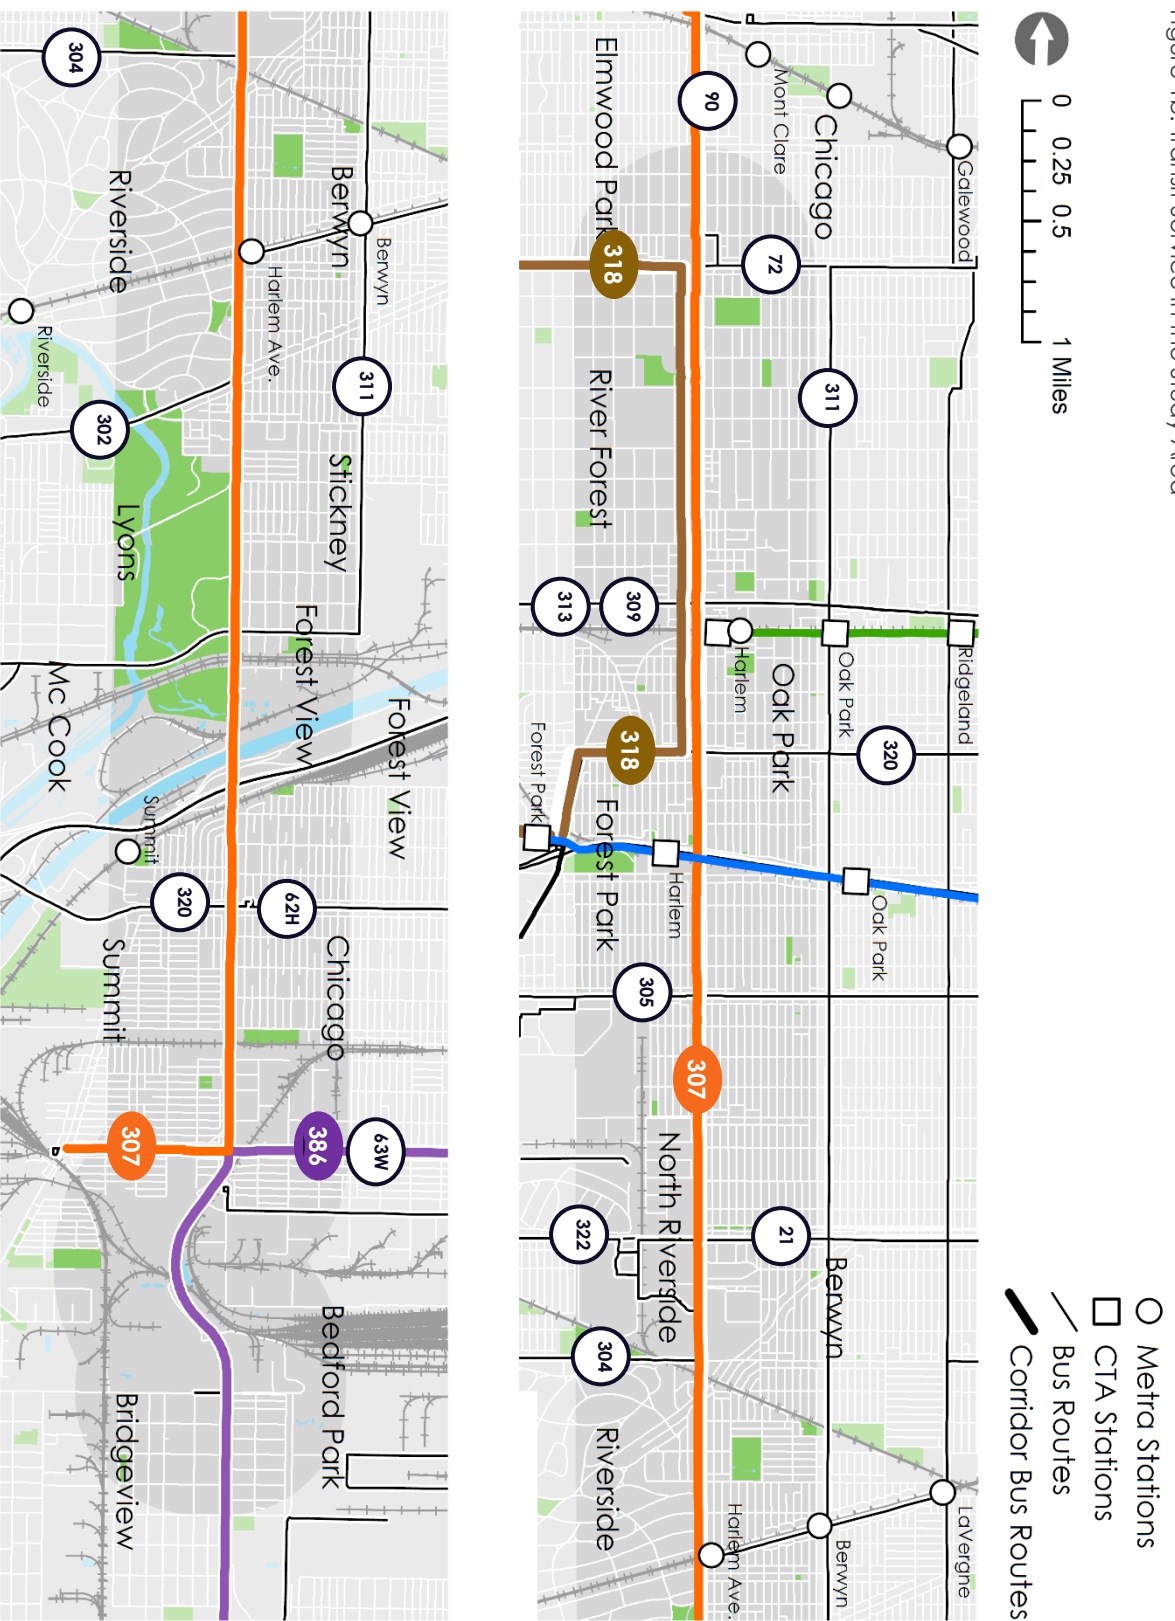 0 0.25 0.5 1 Miles
Metra Stations
CTA Stations
Bus Routes
Corridor Bus Routes
Galewood
Ridgeland
LaVergne
Chicago
Mont Clare
72
311
Oak Park
Oak Park
320
Oak Park
21
Berwyn
Berwyn
90
Harlem
Harlem
307
Harlem Ave.
Elmwood Park
318
River Forest
313
309
318
Forest Park
Forest Park
305
North Riverside
322
304
Riverside
Forest View
Berwyn
Berwyn
311
Stickney
Forest View
Chicago
62H
386
63W
Bedford Park
304
Riverside
Harlem Ave.
Riverside
302
Lyons
Mc Cook
Summit
320
Summit
307
Bridgeview